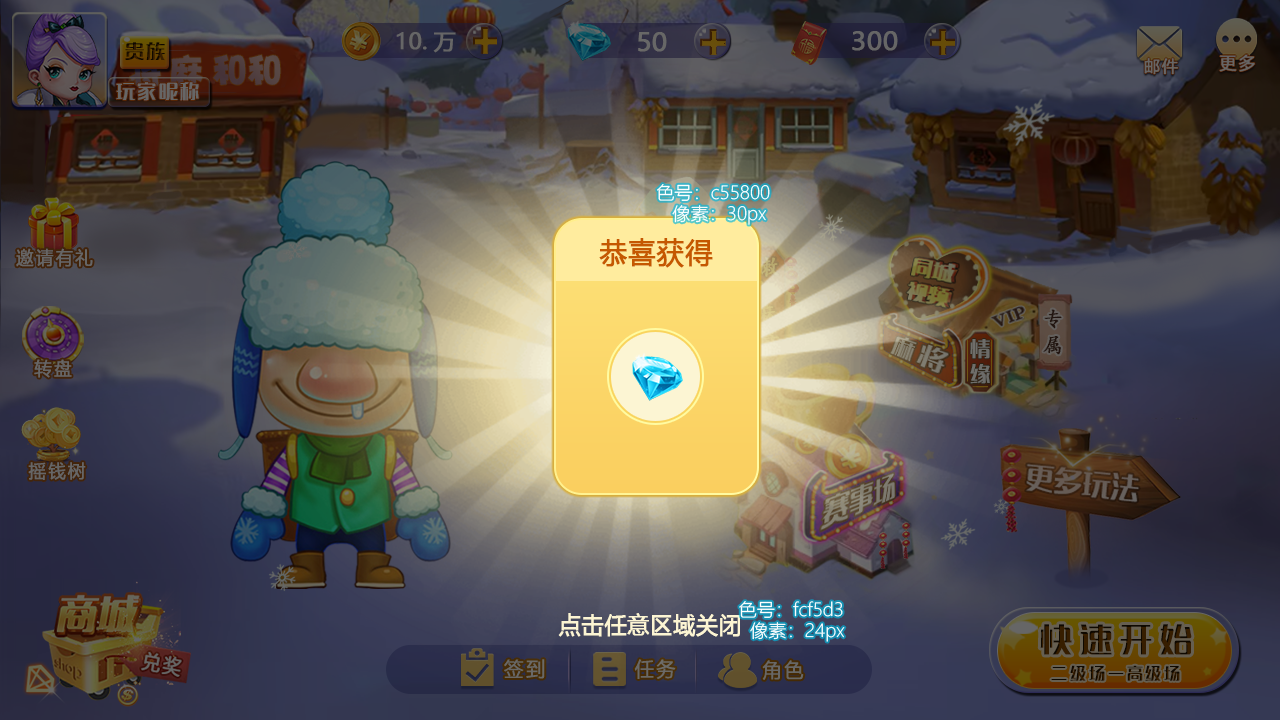 贵族
玩家昵称
和和
10.万
50
300
邮件
更多
邀请有礼
转盘
摇钱树
色号：c55800
像素：30px
恭喜获得
同城
视频
麻将
情缘
VIP
专属
赛事场
更多玩法
点击任意区域关闭
色号：fcf5d3
像素：24px
商城
shop
兑奖
签到
任务
角色
快速开始
二级场一高级场